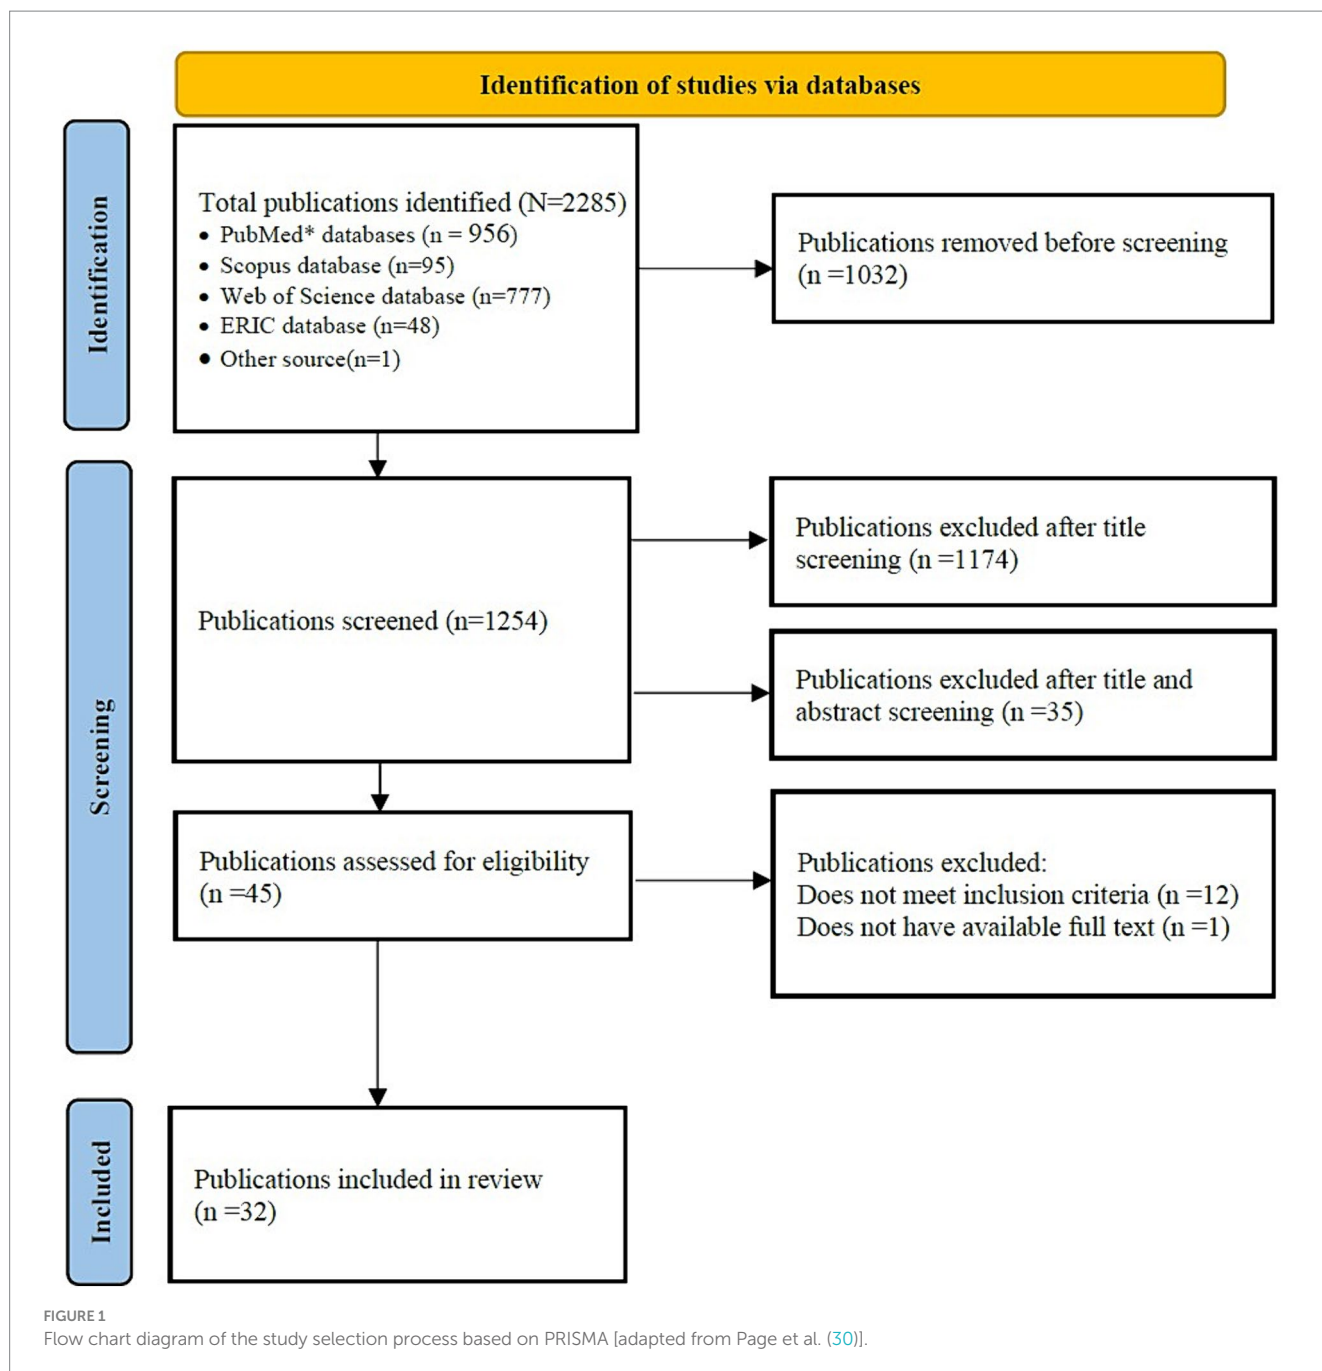 Identification of studies via databases
Identification
Total publications identified (N=2285)
• PubMed* databases (n = 956)
• Scopus database (n=95)
• Web of Science database (n=777)
• ERIC database (n=48)
• Other source(n=1)
Publications removed before screening
(n =1032)
Screening
Publications screened (n=1254)
Publications excluded after title
screening (n =1174)
Publications excluded after title and
abstract screening (n =35)
Publications assessed for eligibility
(n =45)
Publications excluded:
Does not meet inclusion criteria (n =12)
Does not have available full text (n =1)
Included
Publications included in review
(n =32)
FIGURE 1
Flow chart diagram of the study selection process based on PRISMA [adapted from Page et al. (30)].